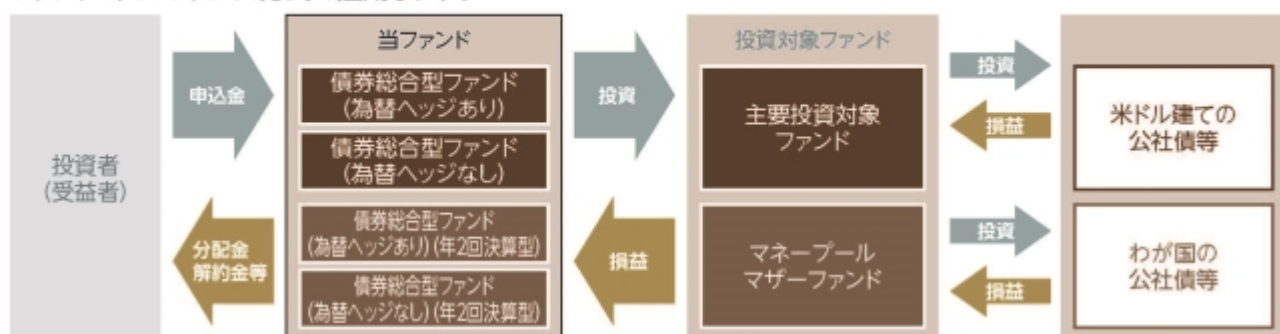 投資者
(受益者)
申込金
分配金
解約金等
当ファンド
債券総合型ファンド
(為替ヘッジあり)
債券総合型ファンド
(為替ヘッジなし)
債券総合型ファンド
(為替ヘッジあり)(年2回決算型)
債券総合型ファンド
(為替ヘッジなし)(年2回決算型)
投資
損益
投資対象ファンド
主要投資対象
ファンド
マネープール
マザーファンド
投資
損益
投資
損益
米ドル建ての
公社債等
わが国の
公社債等